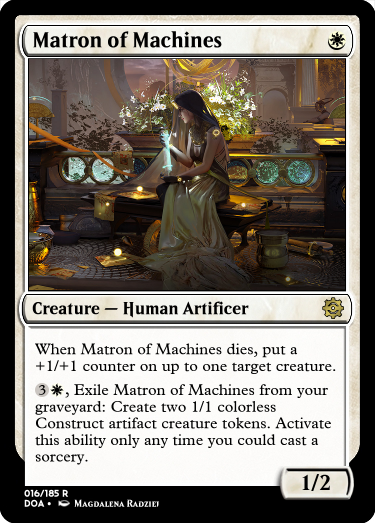 Matron of Machines
Creature — Human Artificer
When Matron of Machines dies, put a
+1/+1 counter on up to one target creature.
3, Exile Matron of Machines from your
graveyard: Create two 1/1 colorless
Construct artifact creature tokens. Activate
this ability only any time you could cast a
sorcery.
1/2
016/185 R
DOA • Magdalena Radziej